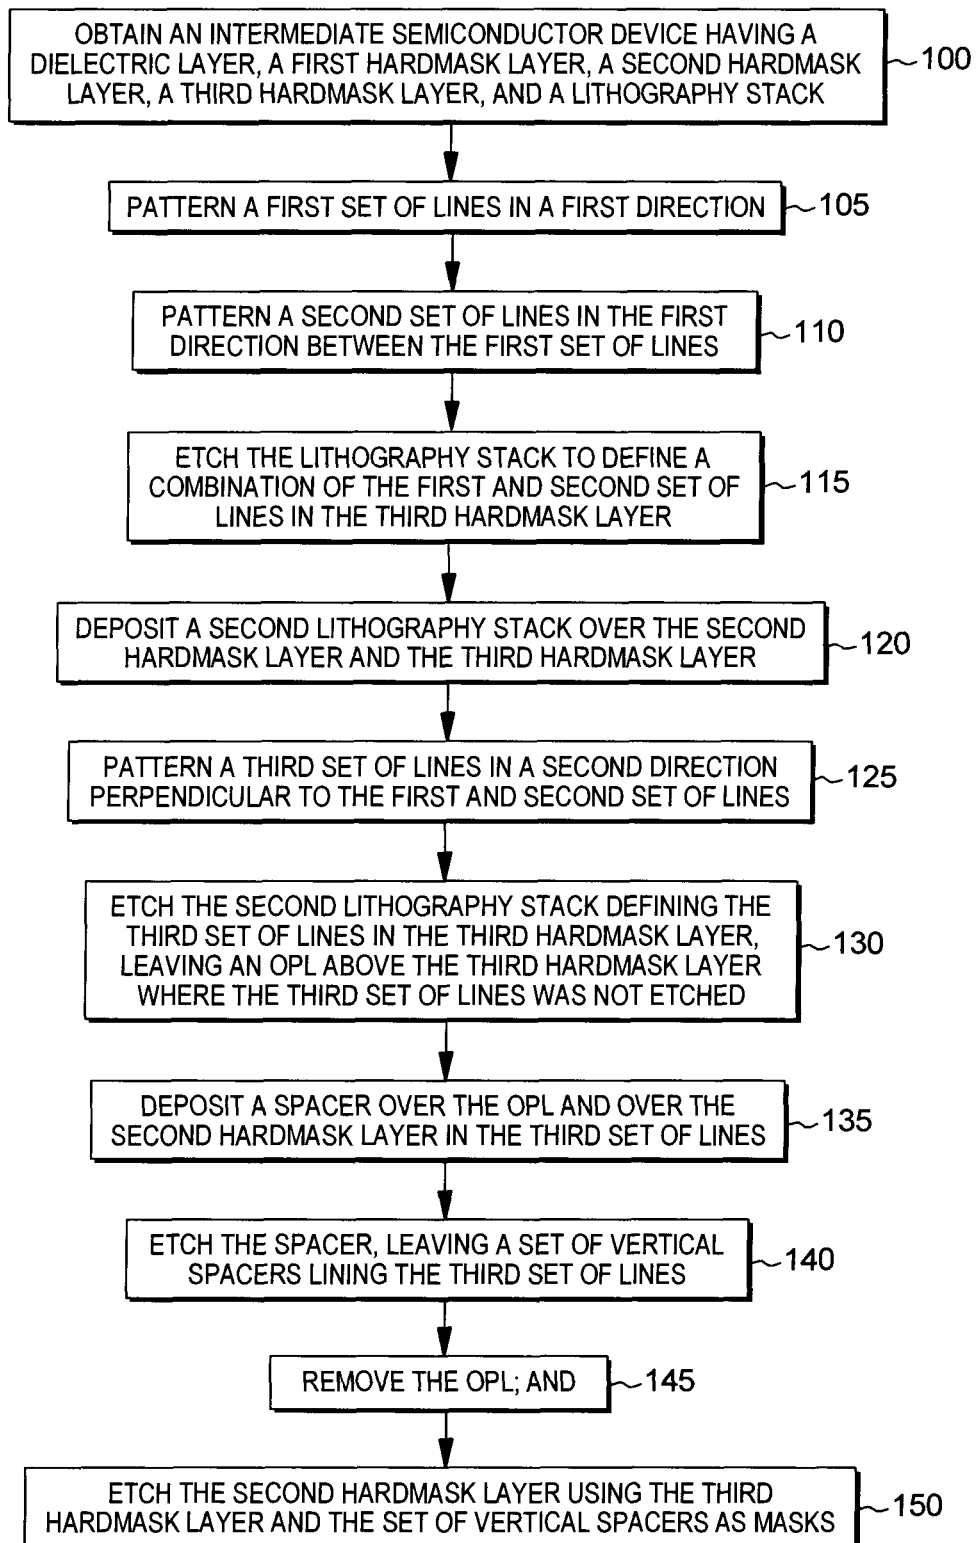 OBTAIN AN INTERMEDIATE SEMICONDUCTOR DEVICE HAVING A
DIELECTRIC LAYER, A FIRST HARDMASK LAYER, A SECOND HARDMASK
LAYER, A THIRD HARDMASK LAYER, AND A LITHOGRAPHY STACK
100
PATTERN A FIRST SET OF LINES IN A FIRST DIRECTION
105
PATTERN A SECOND SET OF LINES IN THE FIRST
DIRECTION BETWEEN THE FIRST SET OF LINES
110
ETCH THE LITHOGRAPHY STACK TO DEFINE A
COMBINATION OF THE FIRST AND SECOND SET OF
LINES IN THE THIRD HARDMASK LAYER
115
DEPOSIT A SECOND LITHOGRAPHY STACK OVER THE SECOND
HARDMASK LAYER AND THE THIRD HARDMASK LAYER
120
PATTERN A THIRD SET OF LINES IN A SECOND DIRECTION
PERPENDICULAR TO THE FIRST AND SECOND SET OF LINES
125
ETCH THE SECOND LITHOGRAPHY STACK DEFINING THE
THIRD SET OF LINES IN THE THIRD HARDMASK LAYER,
LEAVING AN OPL ABOVE THE THIRD HARDMASK LAYER
WHERE THE THIRD SET OF LINES WAS NOT ETCHED
130
DEPOSIT A SPACER OVER THE OPL AND OVER THE
SECOND HARDMASK LAYER IN THE THIRD SET OF LINES
135
ETCH THE SPACER, LEAVING A SET OF VERTICAL
SPACERS LINING THE THIRD SET OF LINES
140
REMOVE THE OPL; AND
145
ETCH THE SECOND HARDMASK LAYER USING THE THIRD
HARDMASK LAYER AND THE SET OF VERTICAL SPACERS AS MASKS
150